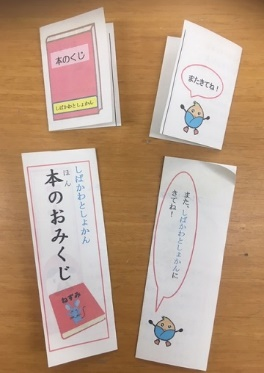 本のくじ
しばかわとしょかん
またきてね！
しばかわとしょかん
本のおみくじ
ほん
ねずみ
また、しばかわとしょかんに
きてね！